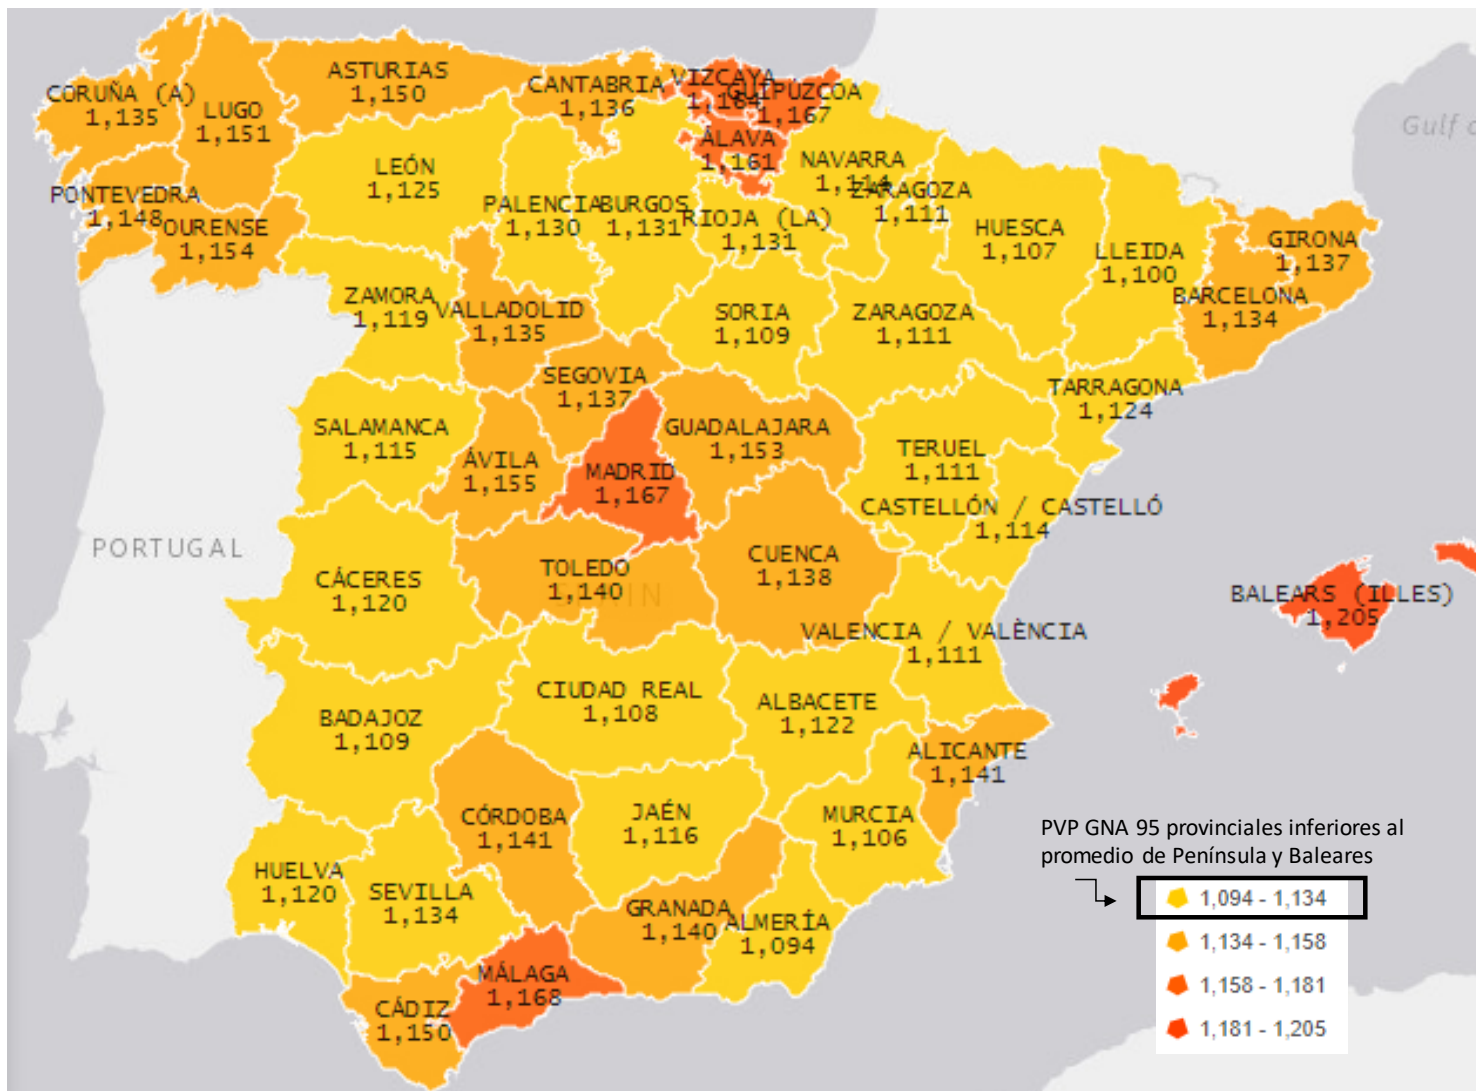 ASTURIAS
1,150
CORUÑA (A)
1,135
LUGO
1,151
CANTABRIA
1,136
VIZCAYA
1,164
GUIPÚZCOA
1,167
ÁLAVA
1,161
Gulf
NAVARRA
1,114
ZARAGOZA
1,111
LEÓN
1,125
PONTEVEDRA
1,148
OURENSE
1,154
PALENCIA
1,130
BURGOS
1,131
RIOJA (LA)
1,131
HUESCA
1,107
LLEIDA
1,100
GIRONA
1,137
BARCELONA
1,134
ZAMORA
1,119
VALLADOLID
1,135
SORIA
1,109
ZARAGOZA
1,111
SEGOVIA
1,137
TARRAGONA
1,124
SALAMANCA
1,115
ÁVILA
1,155
MADRID
1,167
GUADALAJARA
1,153
TERUEL
1,111
CASTELLÓN / CASTELLÓ
1,114
PORTUGAL
CÁCERES
1,120
TOLEDO
1,140
SPAIN
CUENCA
1,138
BALEARS (ILLES)
1,205
VALENCIA / VALÈNCIA
1,111
BADAJOZ
1,109
CIUDAD REAL
1,108
ALBACETE
1,122
ALICANTE
1,141
CÓRDOBA
1,141
JAÉN
1,116
MURCIA
1,106
HUELVA
1,120
SEVILLA
1,134
GRANADA
1,140
ALMERÍA
1,094
MÁLAGA
1,168
CÁDIZ
1,150
PVP GNA 95 provinciales inferiores al
promedio de Península y Baleares
1,094 - 1,134
1,134 - 1,158
1,158 - 1,181
1,181 - 1,205